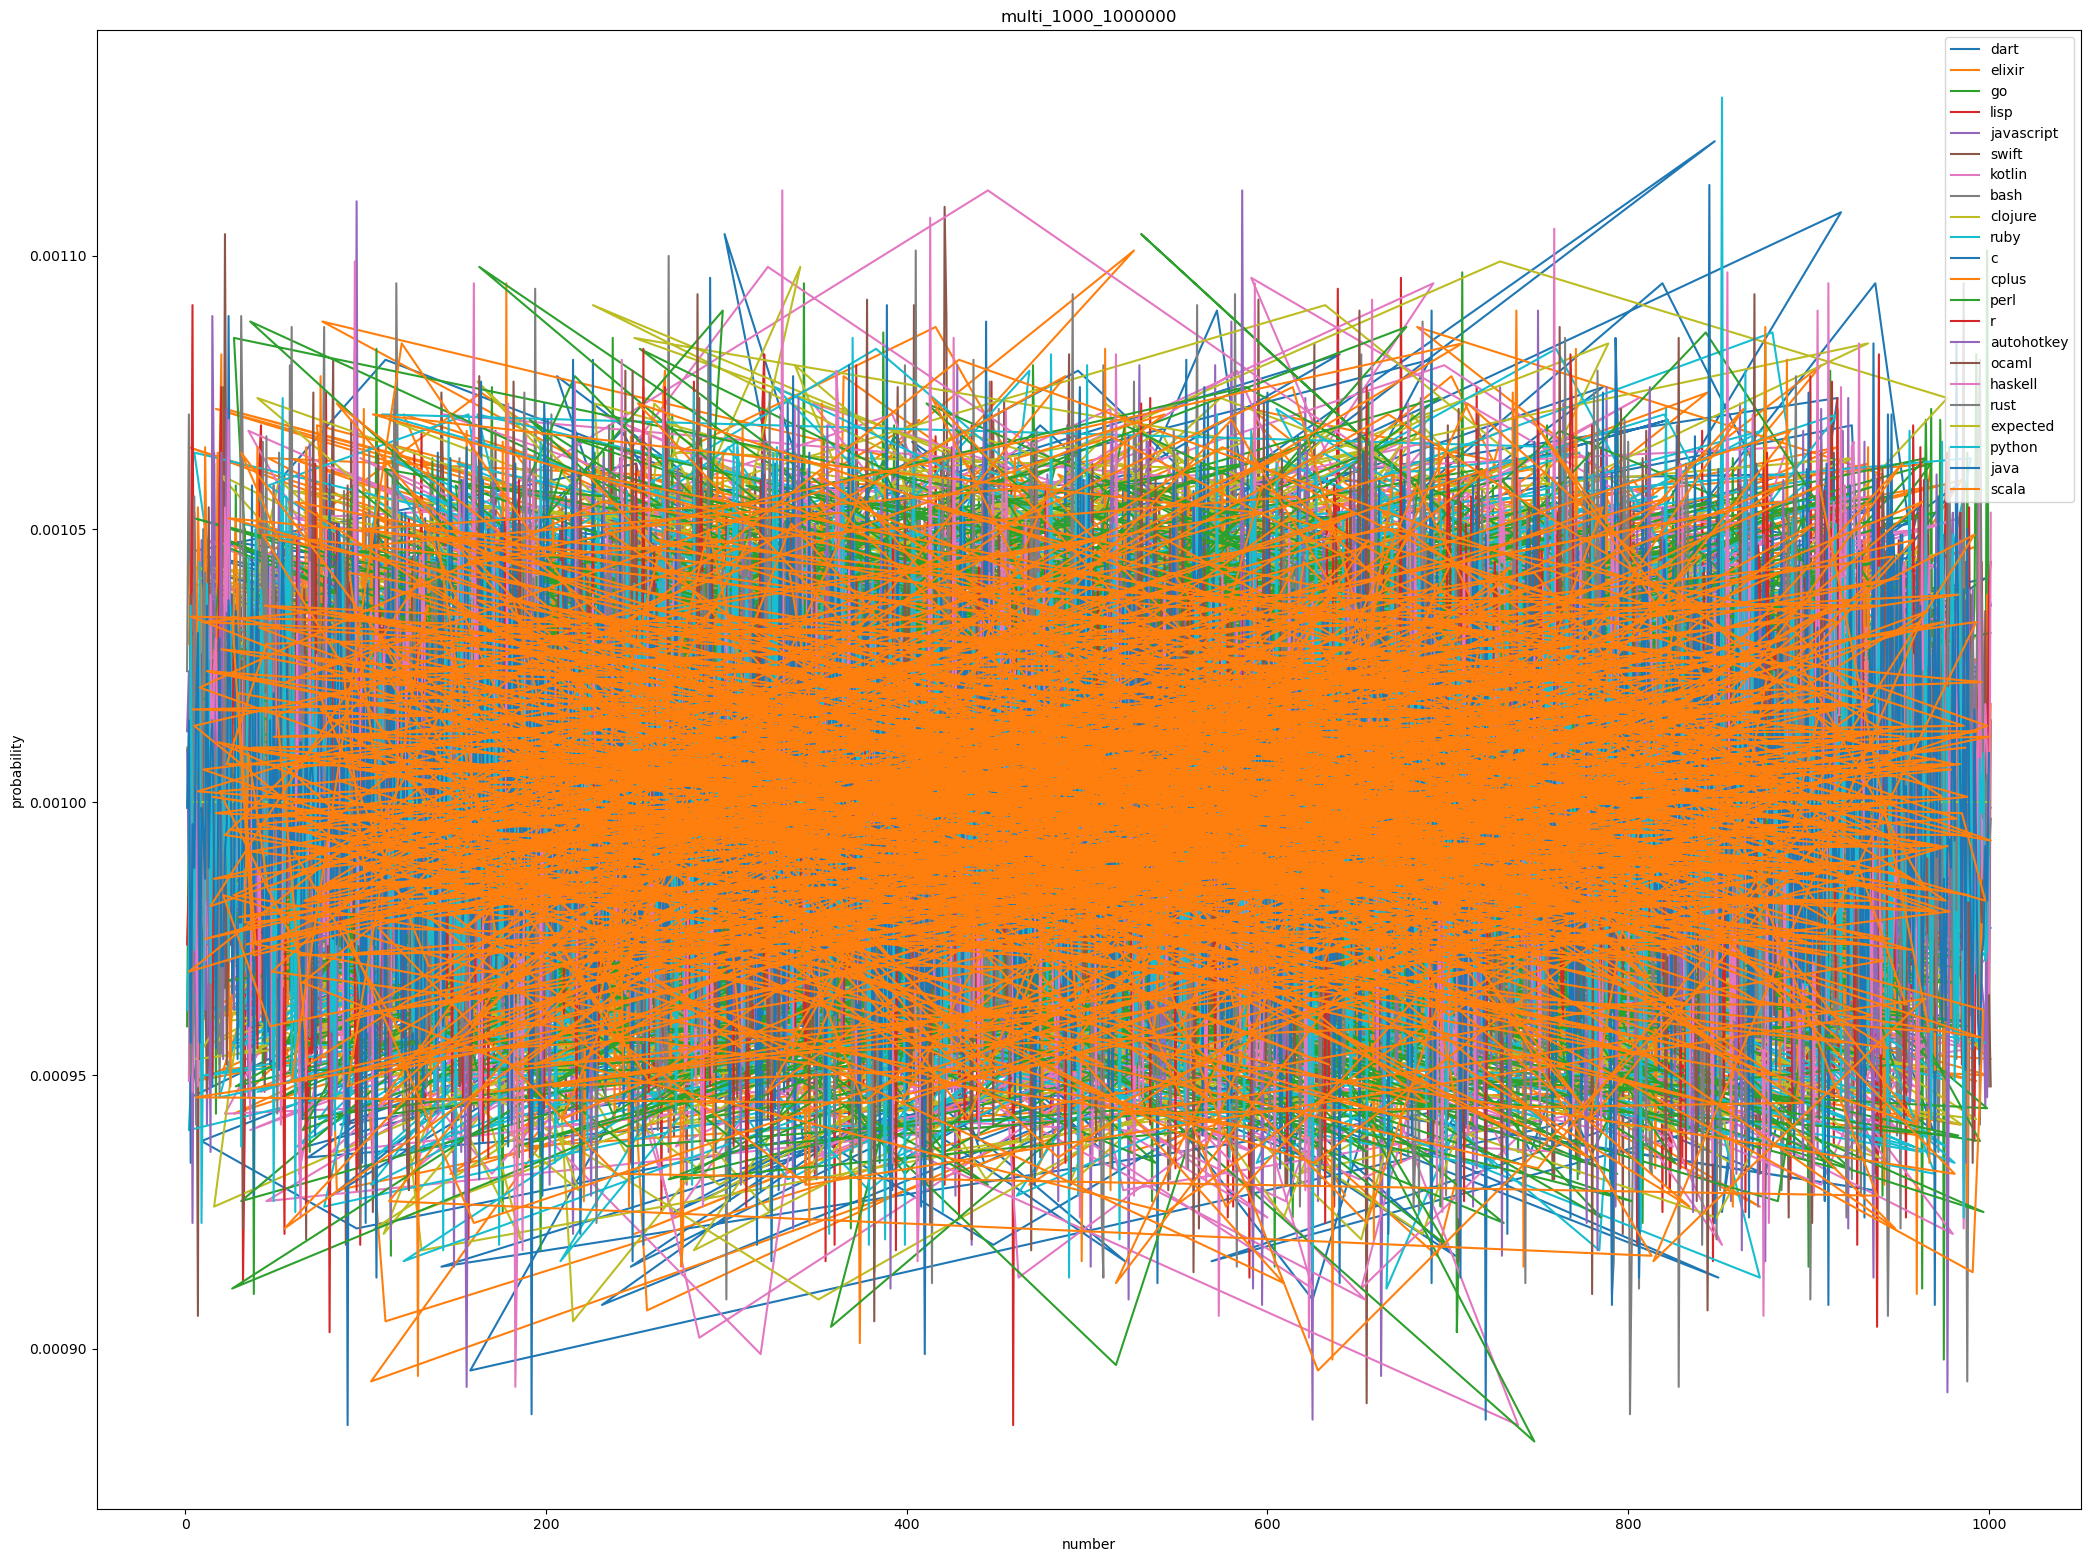 multi_1000_1000000
dart
elixir
go
lisp
javascript
swift
kotlin
bash
clojure
ruby
c
cplus
perl
r
autohotkey
ocaml
haskell
rust
expected
python
java
scala
probability
0.00110
0.00105
0.00100
0.00095
0.00090
0
200
400
600
800
1000
number